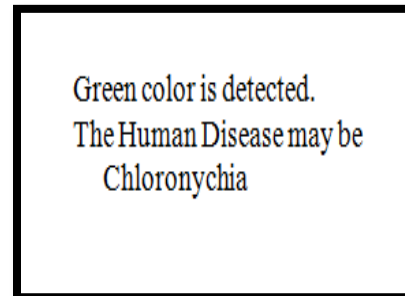 Green color is detected.
The Human Disease may be
Chloronychia